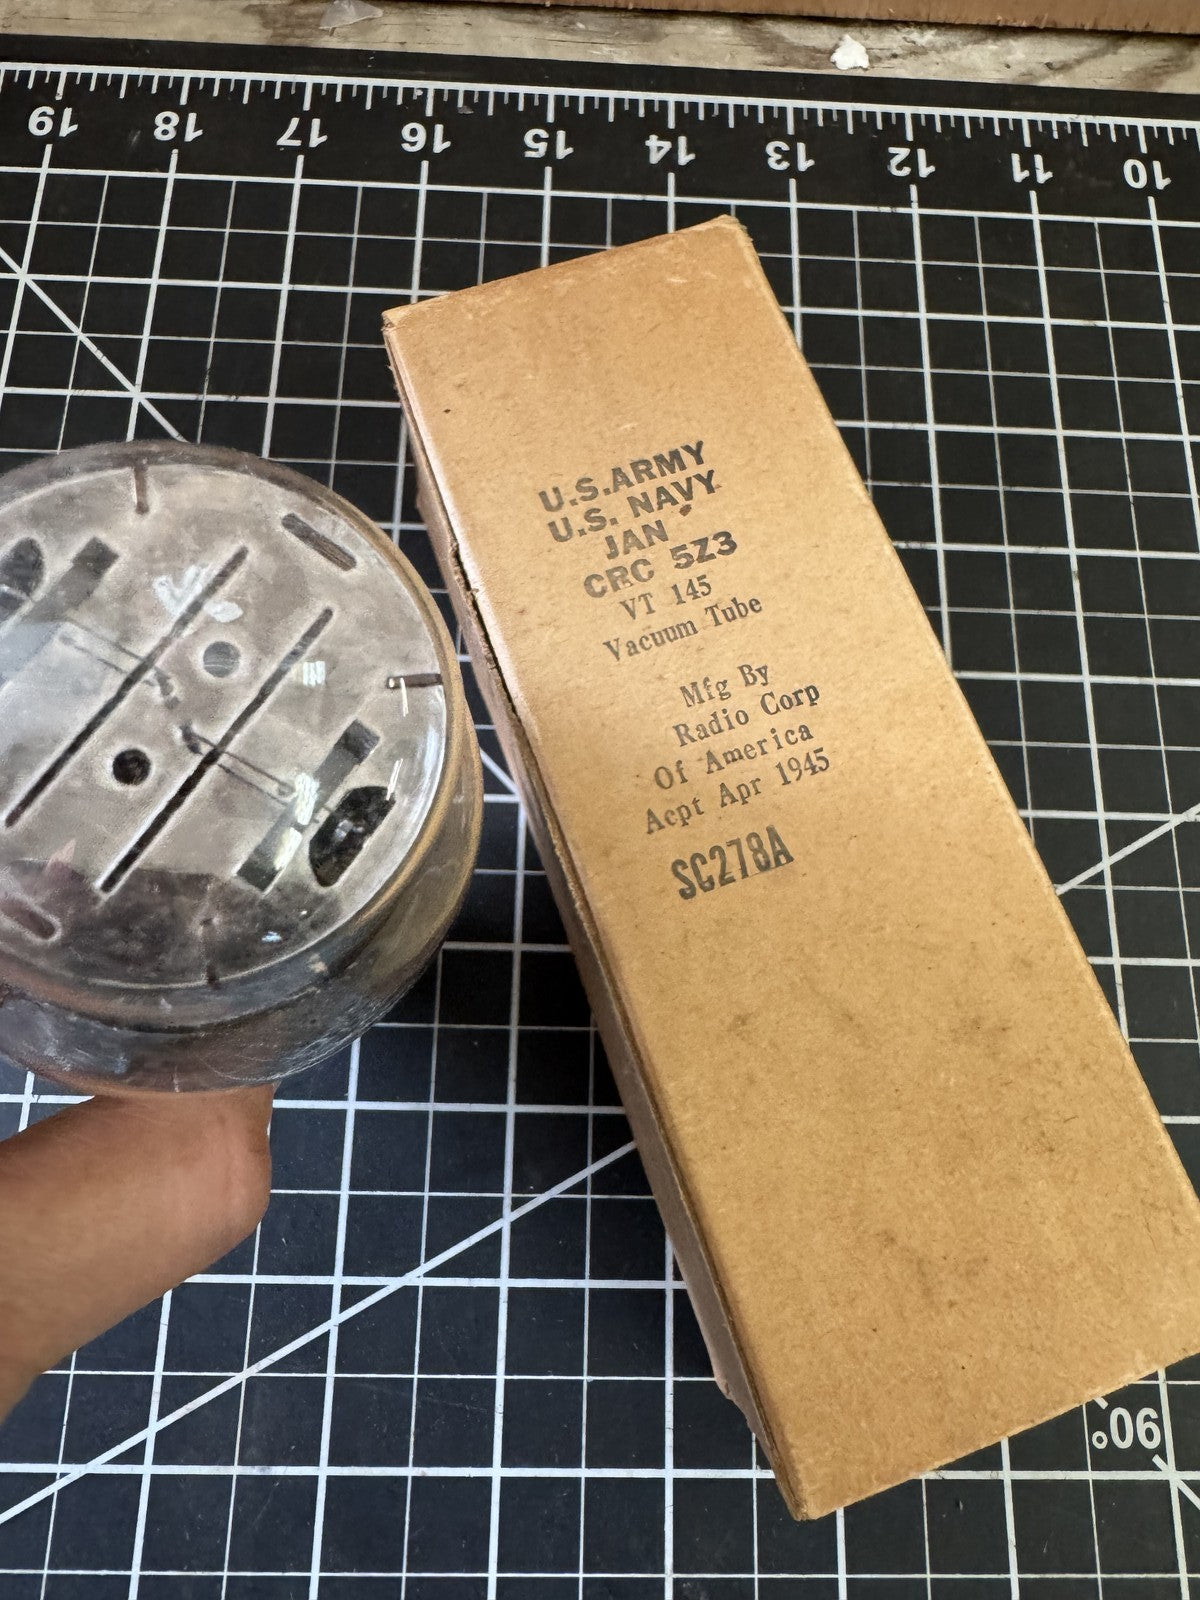 19 18 17 16 15 14 13 12 11 10
U.S.ARMY
U.S. NAVY
JAN
CRC 5Z3
VT 145
Vacuum Tube
Mfg By
Radio Corp
Of America
Acpt Apr 1945
SC278A
90°